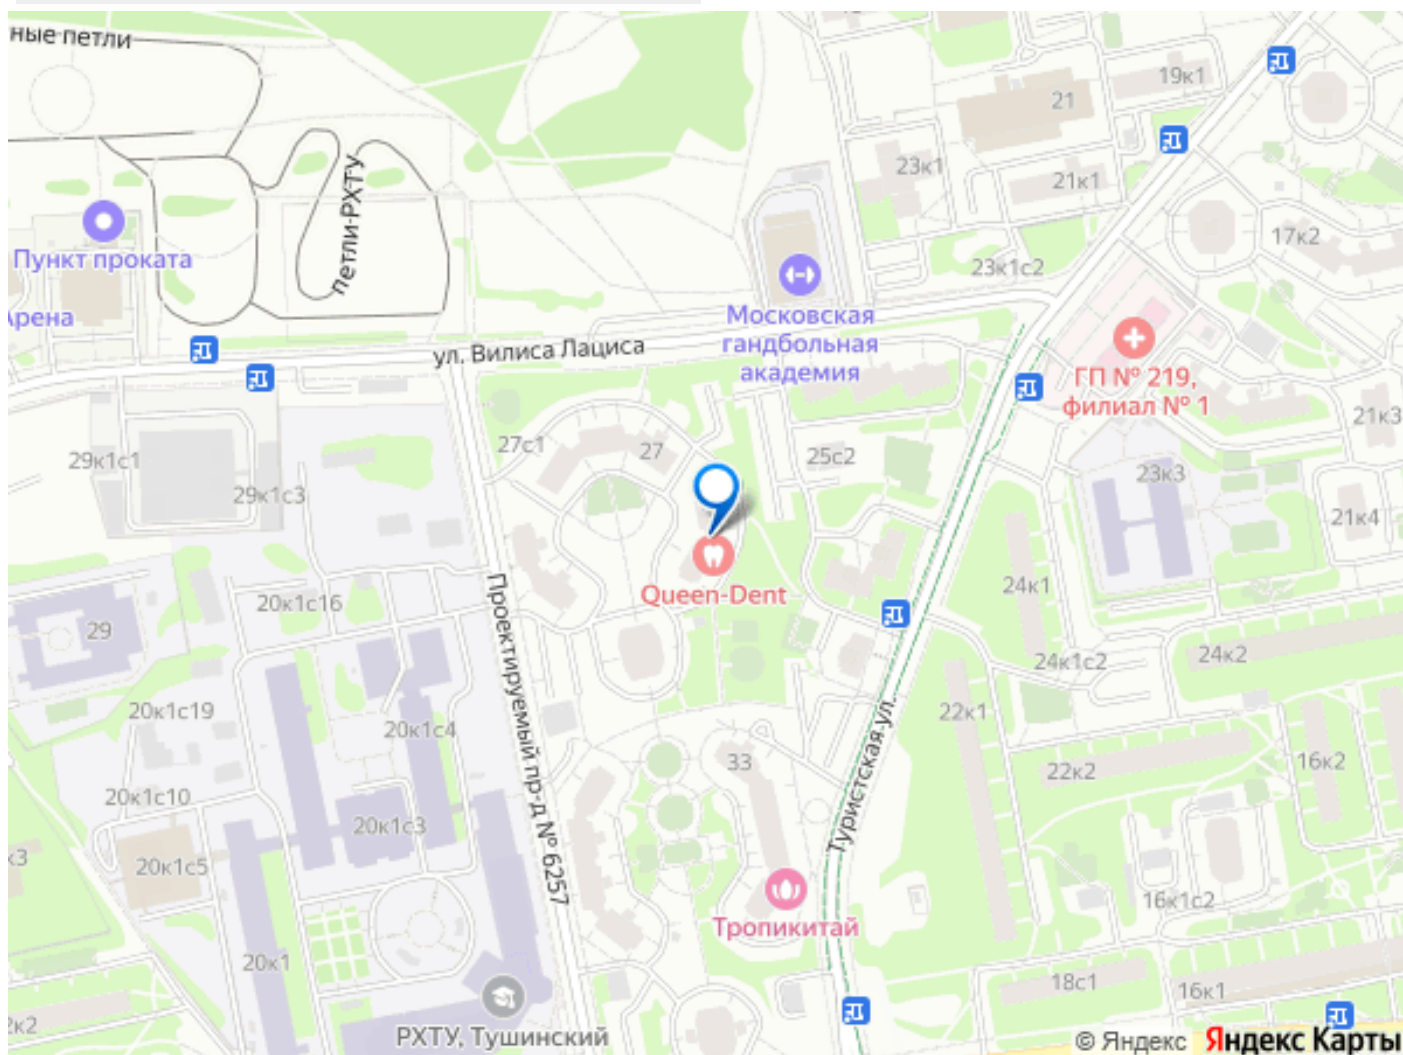 ные петли
19к1
21
23к1
21к1
петли РХТУ
17к2
Пункт проката
23к1с2
Арена
Московская
гандбольная
академия
ул. Вилиса Лациса
ГП № 219,
филиал № 1
21к3
27с1
27
25с2
29к1с1
23к3
29к1с3
21к4
Queen-Dent
24к1
20к1с16
29
Проектируемый пр-д № 6257
24к1с2
24к2
20к1с19
20к1с4
22к1
Туристская ул.
33
22к2
16к2
20к1с10
20к1с3
к3
20к1с5
16к1с2
Тропикитай
20к1
18с1
16к1
2к2
РХТУ, Тушинский
© Яндекс Яндекс Карты